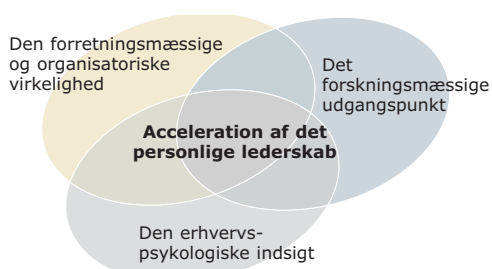 Den forretningsmæssige
og organisatoriske
virkelighed
Det
forskningsmæssige
udgangspunkt
Acceleration af det
personlige lederskab
Den erhvervs-
psykologiske indsigt